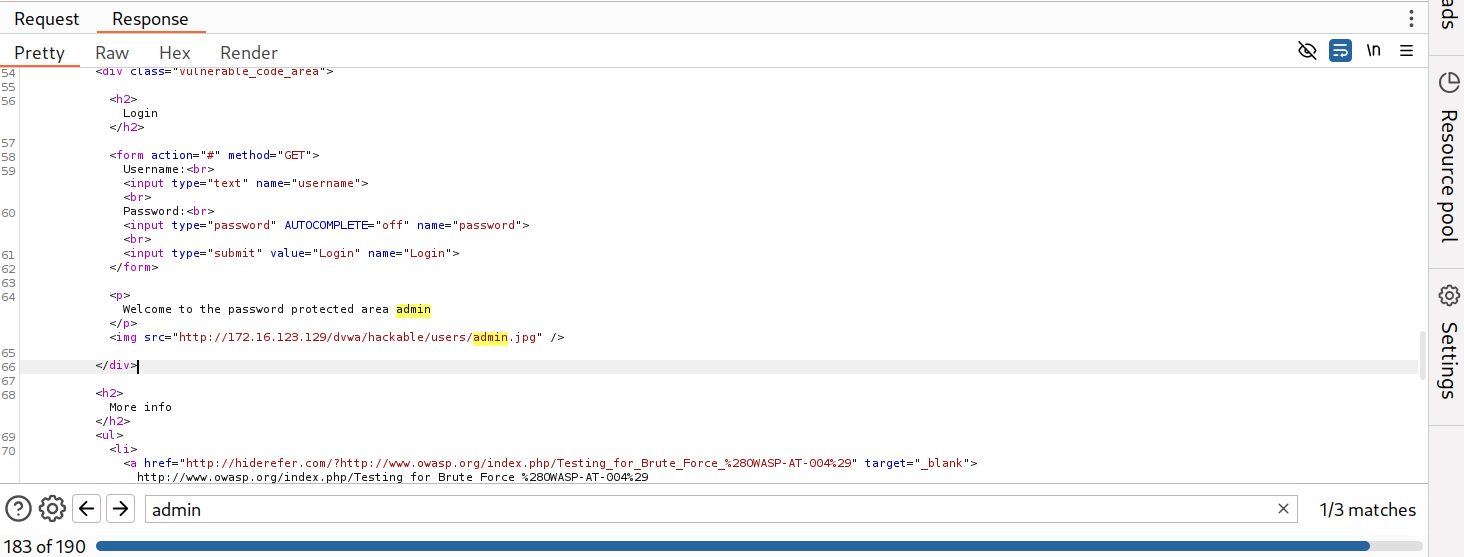 Request Response
Pretty Raw Hex Render \n
54 <div class="vulnerable_code_area">
55
56 <h2>
Login
</h2>
57
58 <form action="#" method="GET">
59 Username:<br>
<input type="text" name="username">
<br>
60 Password:<br>
<input type="password" AUTOCOMPLETE="off" name="password">
<br>
61 <input type="submit" value="Login" name="Login">
62 </form>
63
64 <p>
Welcome to the password protected area admin
</p>
<img src="http://172.16.123.129/dvwa/hackable/users/admin.jpg" />
65
66 </div>
67
68 <h2>
More info
</h2>
69 <ul>
70 <li>
<a href="http://hiderefer.com/?http://www.owasp.org/index.php/Testing_for_Brute_Force_%28OWASP-AT-004%29" target="_blank">
http://www.owasp.org/index.php/Testing_for_Brute_Force_%28OWASP-AT-004%29
admin 1/3 matches
183 of 190
ads
Resource pool
Settings